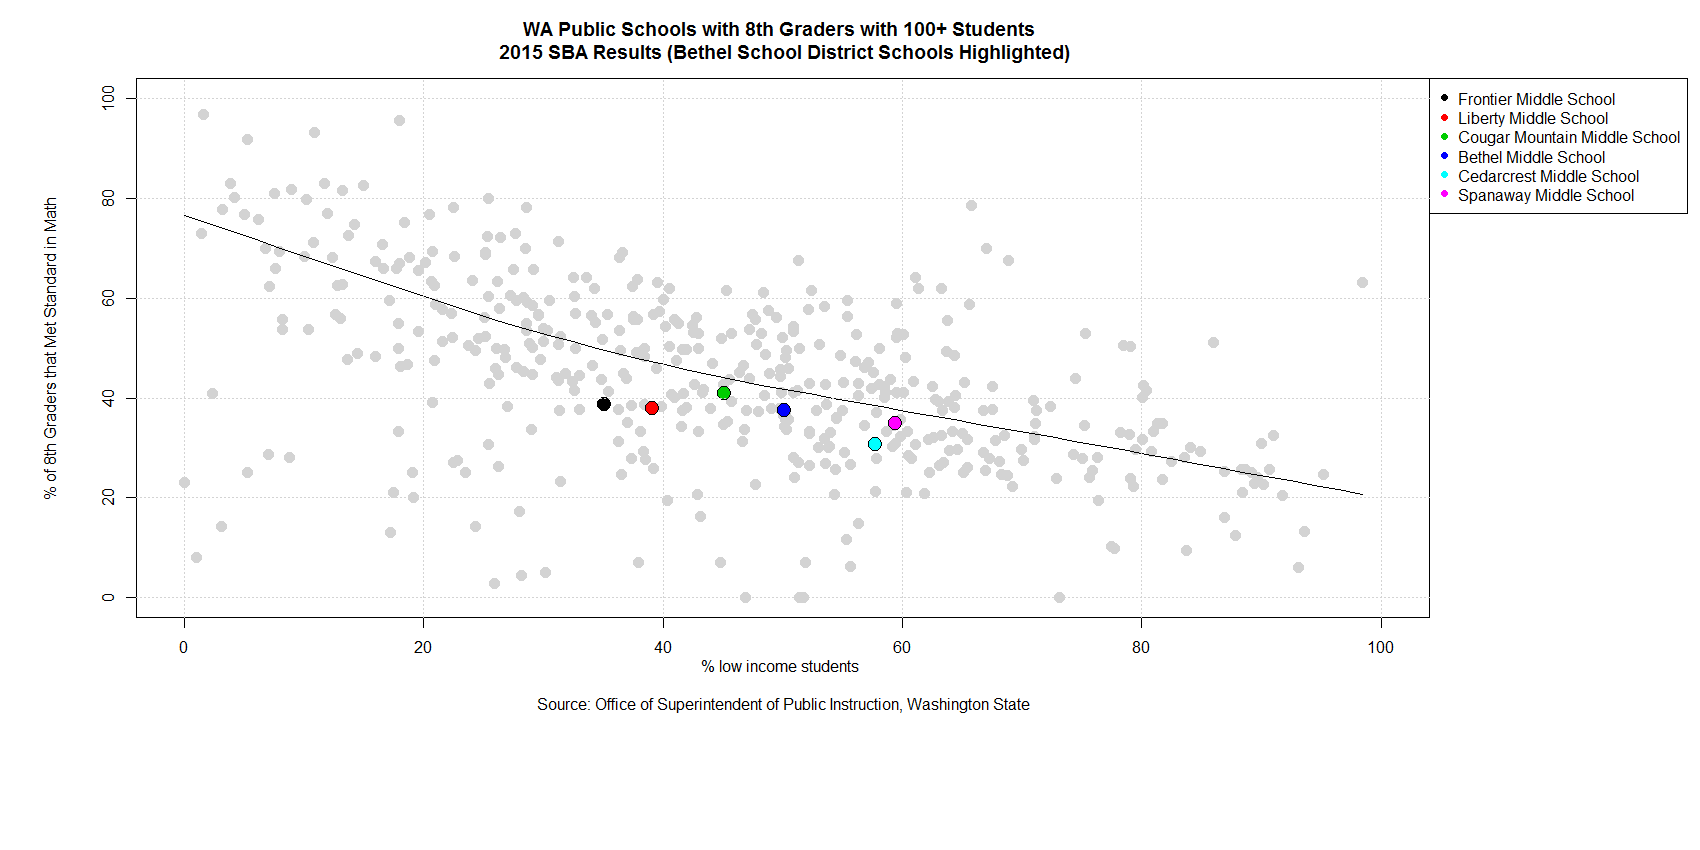 WA Public Schools with 8th Graders with 100+ Students
2015 SBA Results (Bethel School District Schools Highlighted)
Frontier Middle School
Liberty Middle School
Cougar Mountain Middle School
Bethel Middle School
Cedarcrest Middle School
Spanaway Middle School
% of 8th Graders that Met Standard in Math
100
80
60
40
20
0
0 20 40 60 80 100
% low income students
Source: Office of Superintendent of Public Instruction, Washington State